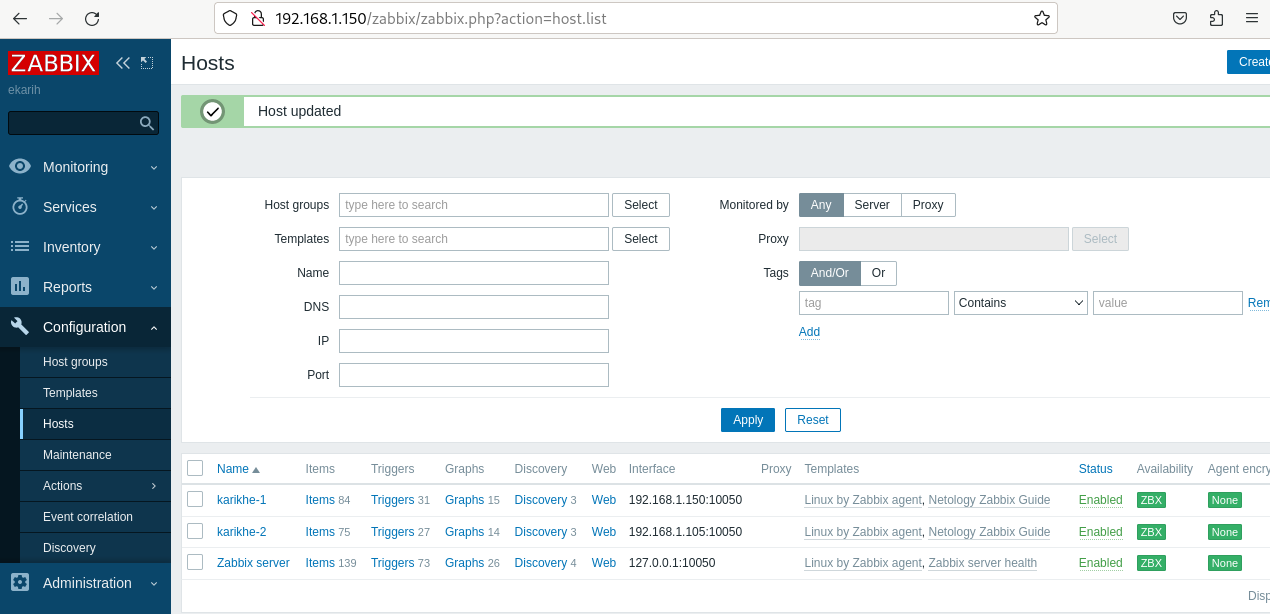 192.168.1.150/zabbix/zabbix.php?action=host.list
ZABBIX
ekarih
Monitoring
Services
Inventory
Reports
Configuration
Host groups
Templates
Hosts
Maintenance
Actions
Event correlation
Discovery
Administration
Hosts
Create
Host updated
Host groups type here to search Select
Templates type here to search Select
Name
DNS
IP
Port
Monitored by Any Server Proxy
Proxy Select
Tags And/Or Or
tag Contains value Rem
Add
Apply Reset
Name Items Triggers Graphs Discovery Web Interface Proxy Templates Status Availability Agent encry
karikhe-1 Items 84 Triggers 31 Graphs 15 Discovery 3 Web 192.168.1.150:10050 Linux by Zabbix agent, Netology Zabbix Guide Enabled ZBX None
karikhe-2 Items 75 Triggers 27 Graphs 14 Discovery 3 Web 192.168.1.105:10050 Linux by Zabbix agent, Netology Zabbix Guide Enabled ZBX None
Zabbix server Items 139 Triggers 73 Graphs 26 Discovery 4 Web 127.0.0.1:10050 Linux by Zabbix agent, Zabbix server health Enabled ZBX None
Disp